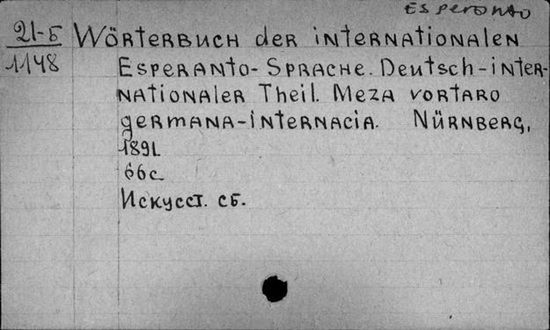 Esperanto
21-5
1148
Wörterbuch der internationalen
Esperanto-Sprache. Deutsch-inter-
nationaler Theil. Meza vortaro
germana-internacia. Nürnberg,
1891.
66с.
Искусст. сб.